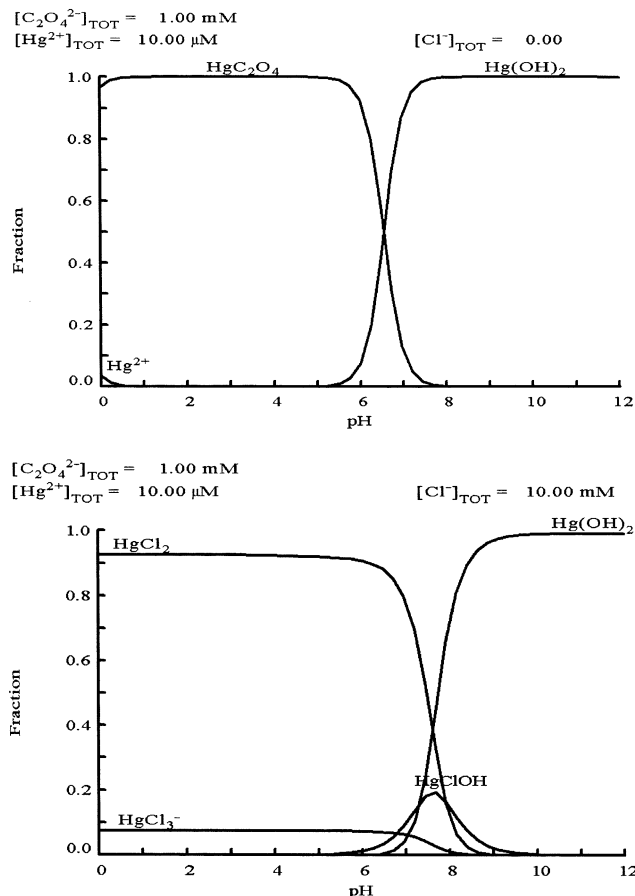 [C₂O₄²⁻]TOT = 1.00 mM
[Hg²⁺]TOT = 10.00 µM [Cl⁻]TOT = 0.00
HgC₂O₄ Hg(OH)₂
1.0
0.8
0.6
Fraction
0.4
0.2
Hg²⁺
0.0
0 2 4 6 8 10 12
pH
[C₂O₄²⁻]TOT = 1.00 mM
[Hg²⁺]TOT = 10.00 µM [Cl⁻]TOT = 10.00 mM
Hg(OH)₂
1.0
HgCl₂
0.8
0.6
Fraction
0.4
HgClOH
0.2
HgCl₃⁻
0.0
0 2 4 6 8 10 12
pH